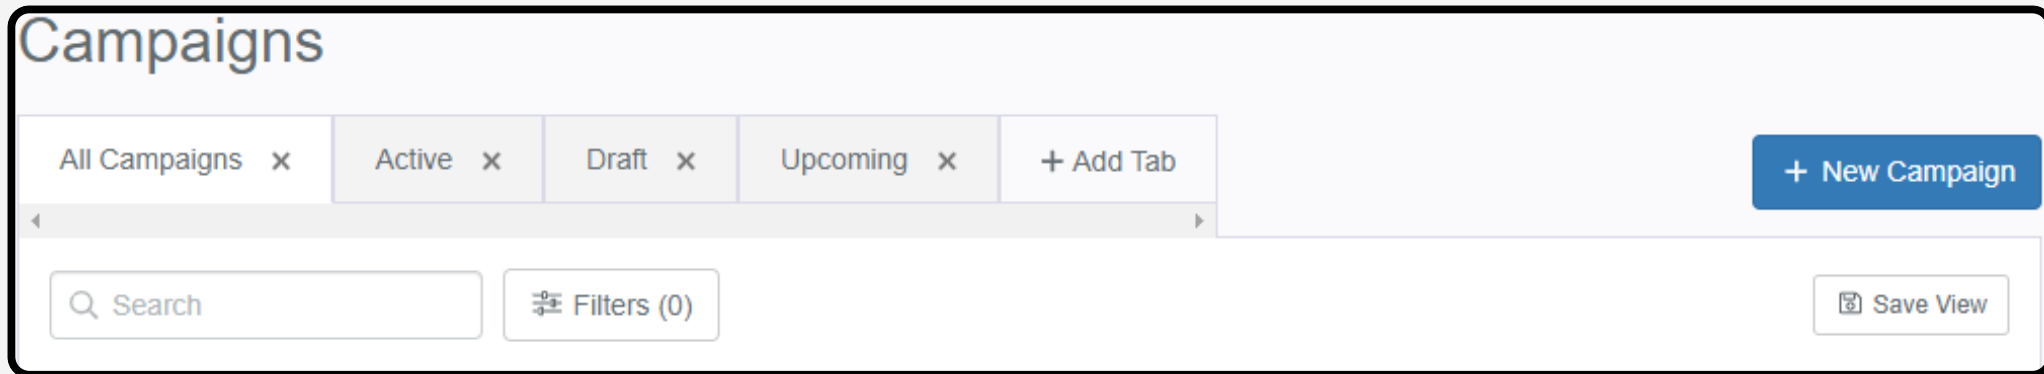 Campaigns
All Campaigns × Active × Draft × Upcoming × + Add Tab
+ New Campaign
Search Filters (0) Save View